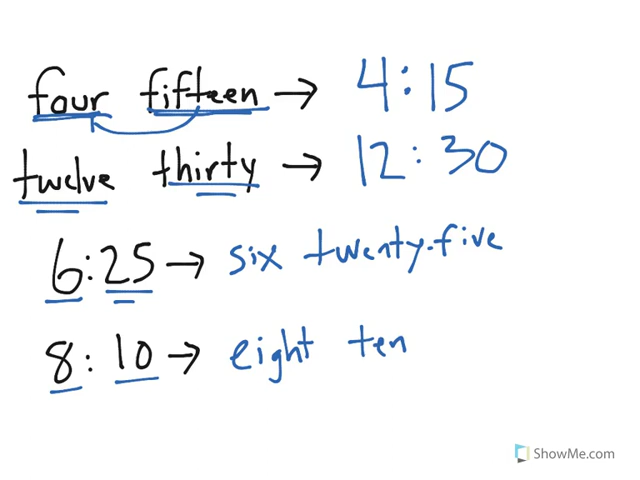 four fifteen → 4:15
twelve thirty → 12:30
6:25 → six twenty-five
8:10 → eight ten
ShowMe.com